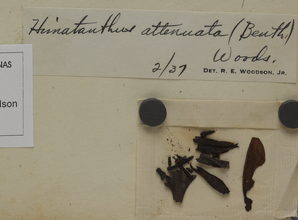 Himatanthus attenuata (Benth.)
Woods.
2/37 DET. R. E. WOODSON, JR.
NAS
dson